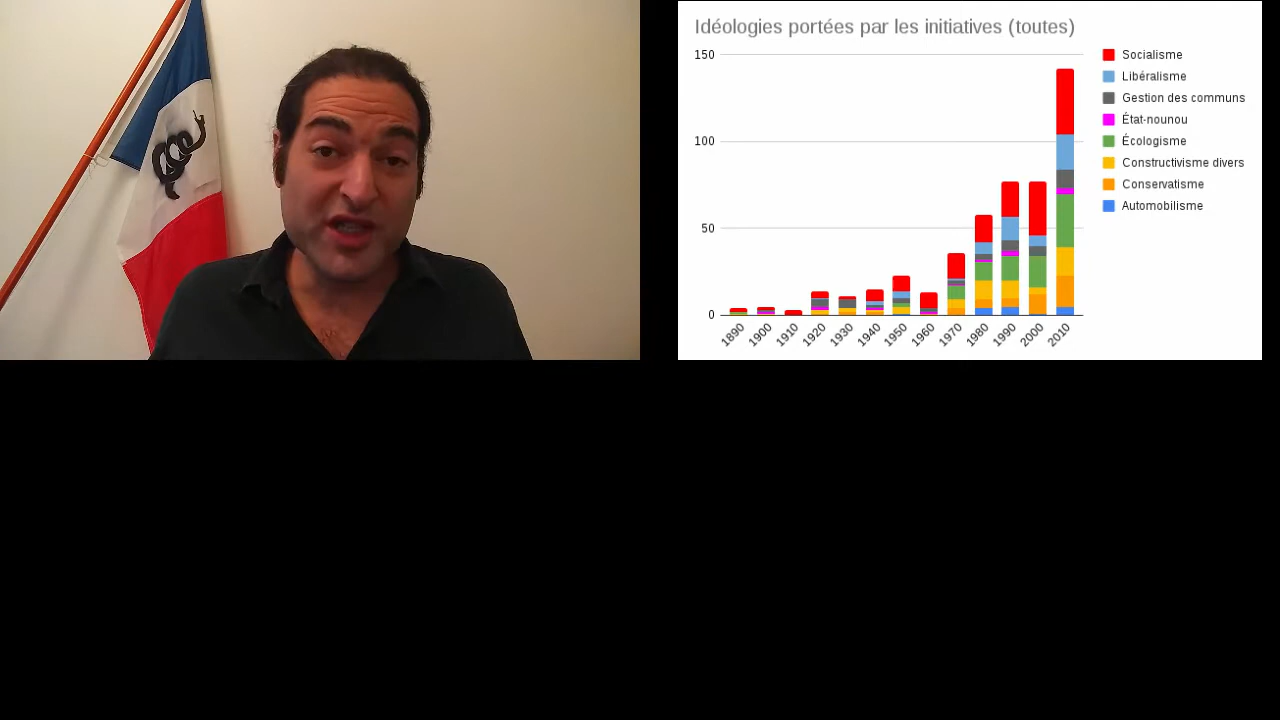 Idéologies portées par les initiatives (toutes)
150
100
50
0
1890
1900
1910
1920
1930
1940
1950
1960
1970
1980
1990
2000
2010
Socialisme
Libéralisme
Gestion des communs
État-nounou
Écologisme
Constructivisme divers
Conservatisme
Automobilisme